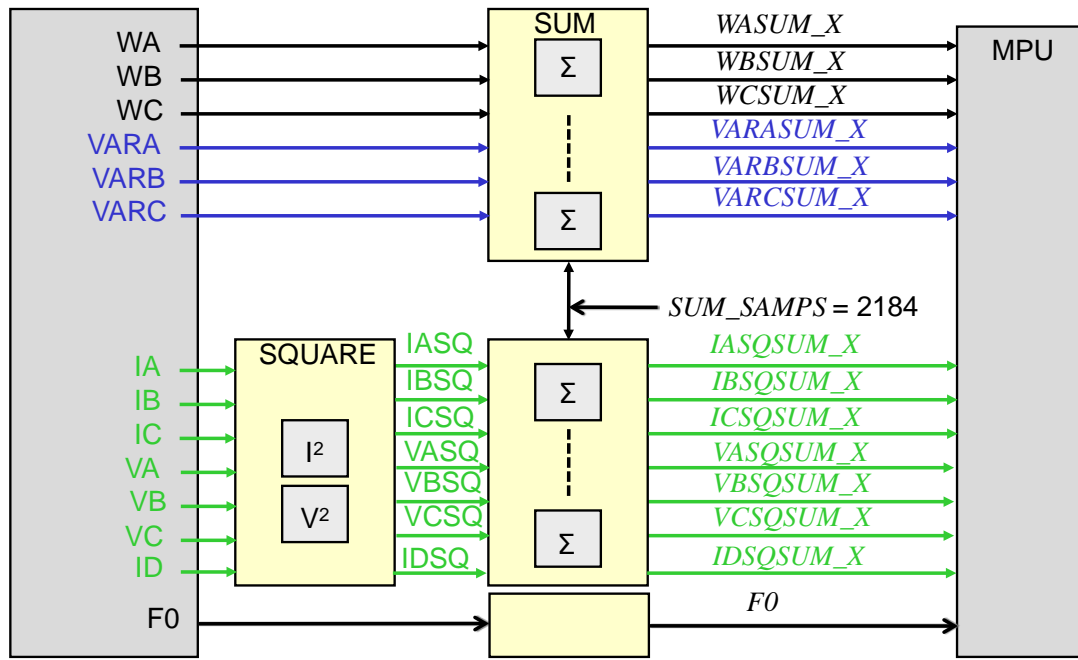 SUM
WA
WASUM_X
MPU
Σ
WB
WBSUM_X
WC
WCSUM_X
VARA
VARASUM_X
VARB
VARBSUM_X
VARC
VARCSUM_X
Σ
SUM_SAMPS = 2184
SQUARE
IASQ
IASQSUM_X
IA
IBSQ
IBSQSUM_X
Σ
IB
ICSQ
ICSQSUM_X
IC
I²
VASQ
VASQSUM_X
VA
VBSQ
VBSQSUM_X
VB
V²
VCSQ
VCSQSUM_X
VC
Σ
IDSQ
IDSQSUM_X
ID
F0
F0